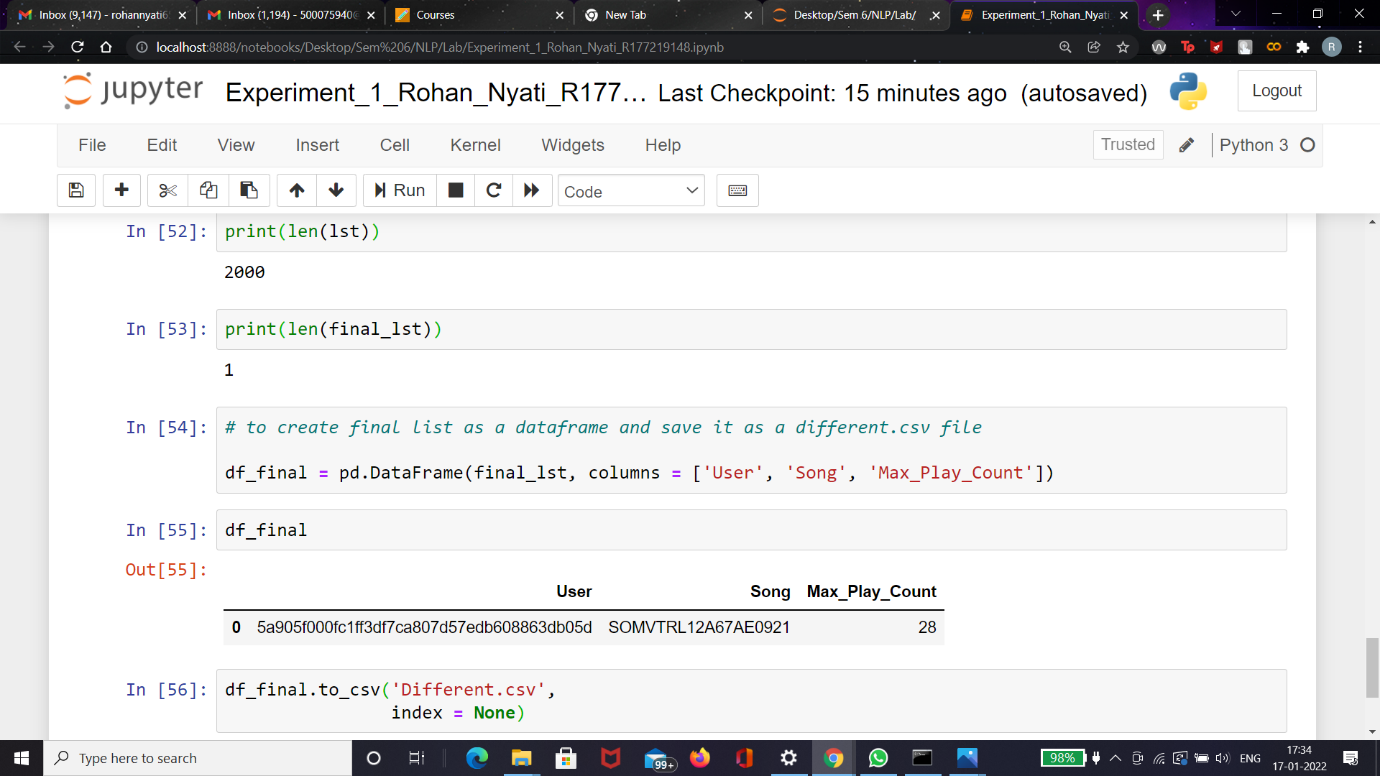 Inbox (9,147) - rohannyati6
Inbox (1,194) - 500075940@
Courses
New Tab
Desktop/Sem 6/NLP/Lab/
Experiment_1_Rohan_Nyati
localhost:8888/notebooks/Desktop/Sem%206/NLP/Lab/Experiment_1_Rohan_Nyati_R177219148.ipynb
Tp
R
jupyter Experiment_1_Rohan_Nyati_R177... Last Checkpoint: 15 minutes ago (autosaved)
Logout
File Edit View Insert Cell Kernel Widgets Help
Trusted
Python 3
Run
Code
In [52]: print(len(lst))
2000
In [53]: print(len(final_lst))
1
In [54]: # to create final list as a dataframe and save it as a different.csv file
df_final = pd.DataFrame(final_lst, columns = ['User', 'Song', 'Max_Play_Count'])
In [55]: df_final
Out[55]:
User Song Max_Play_Count
0 5a905f000fc1ff3df7ca807d57edb608863db05d SOMVTRL12A67AE0921 28
In [56]: df_final.to_csv('Different.csv',
index = None)
Type here to search
99+
98%
ENG
17:34
17-01-2022